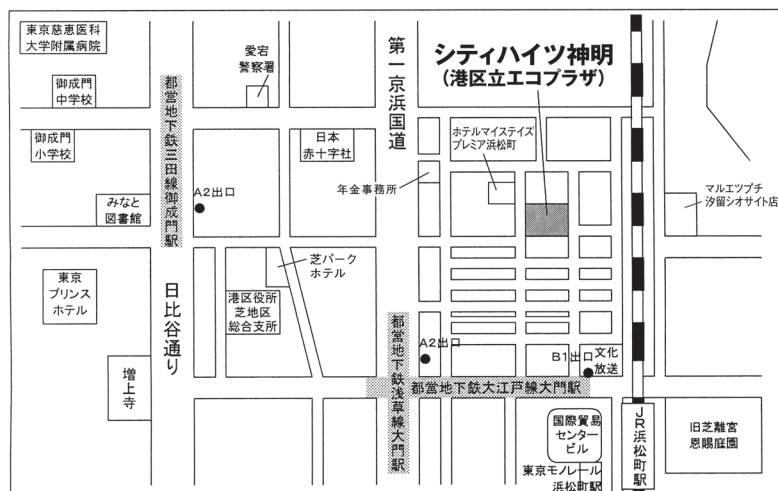 東京慈恵医科
大学附属病院
御成門
中学校
御成門
小学校
みなと
図書館
東京
プリンス
ホテル
増上寺
都営地下鉄三田線御成門駅
日比谷通り
愛宕
警察署
A2出口
日本
赤十字社
芝パーク
ホテル
港区役所
芝地区
総合支所
第一京浜国道
年金事務所
シティハイツ神明
(港区立エコプラザ)
ホテルマイステイズ
プレミア浜松町
マルエツプチ
汐留シオサイト店
都営地下鉄浅草線大門駅
A2出口
B1出口
文化
放送
都営地下鉄大江戸線大門駅
国際貿易
センター
ビル
東京モノレール
浜松町駅
JR浜松町駅
旧芝離宮
恩賜庭園